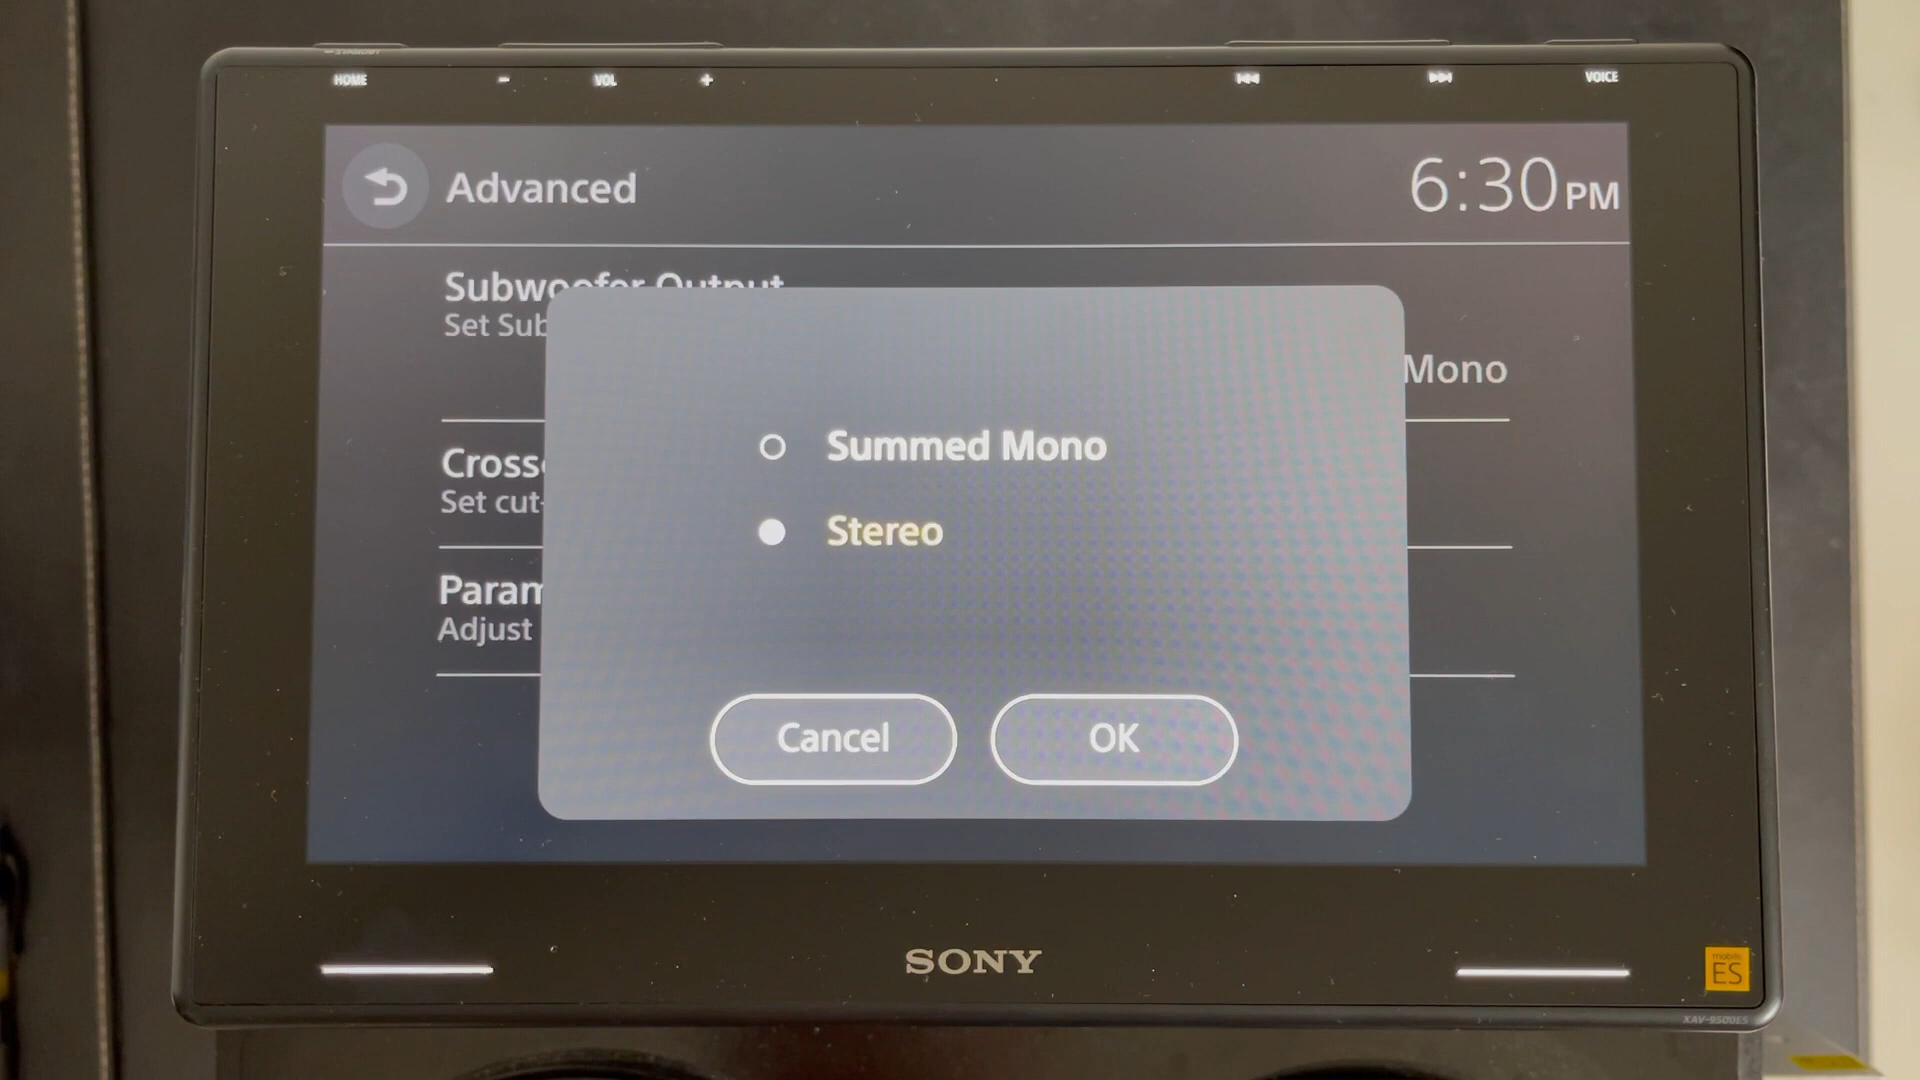 HOME - VOL + VOICE
Advanced
6:30 PM
Subwoofer Output
Set Sub
Mono
Cross
Set cut-
Param
Adjust
Summed Mono
Stereo
Cancel OK
SONY
mobile
ES
XAV-9500ES